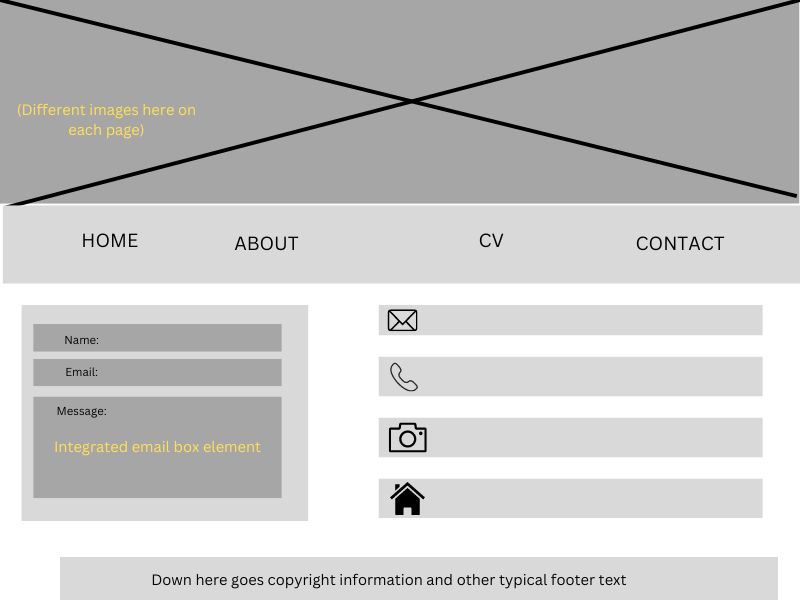 (Different images here on
each page)
HOME
ABOUT
CV
CONTACT
Name:
Email:
Message:
Integrated email box element
Down here goes copyright information and other typical footer text